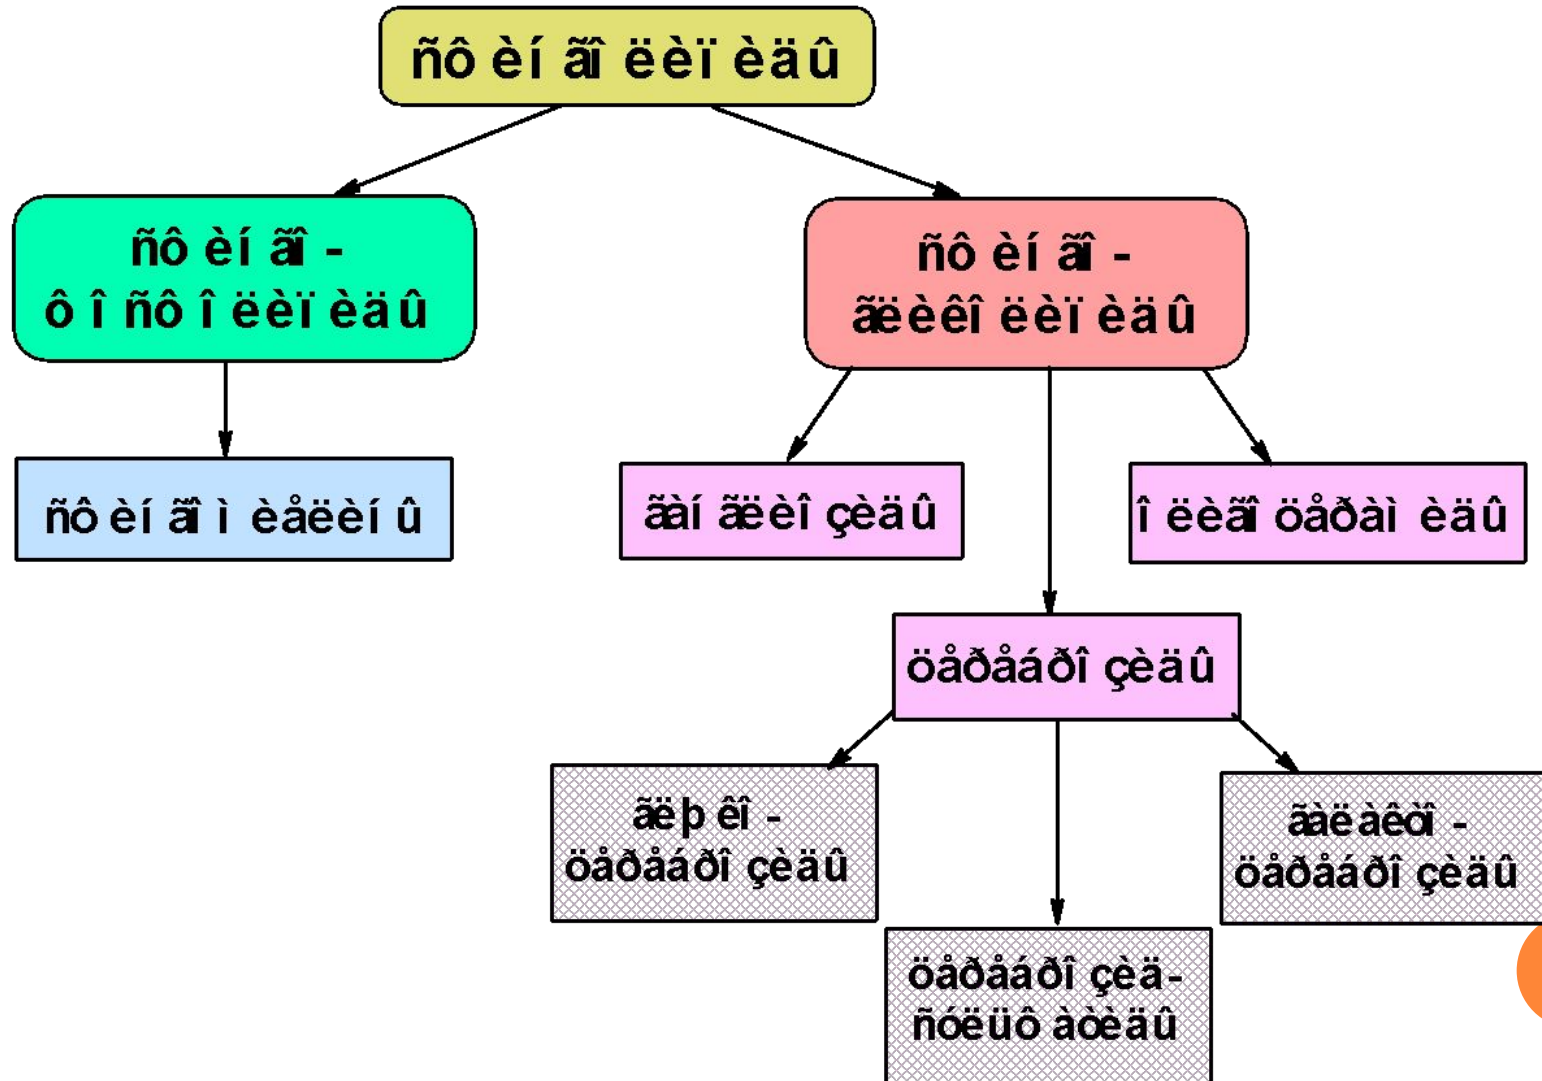 ñô èí ãî ëèï èäû
ñô èí ãî -
ô î ñô î ëèï èäû
ñô èí ãî -
ãëèêî ëèï èäû
ñô èí ãî ì èåëèí û
ãàí ãëèî çèäû
î ëèãî öåðàì èäû
öåðåáðî çèäû
ãëþ êî -
öåðåáðî çèäû
ãàë àêòî -
öåðåáðî çèäû
öåðåáðî çèä-
ñóëüô àòèäû